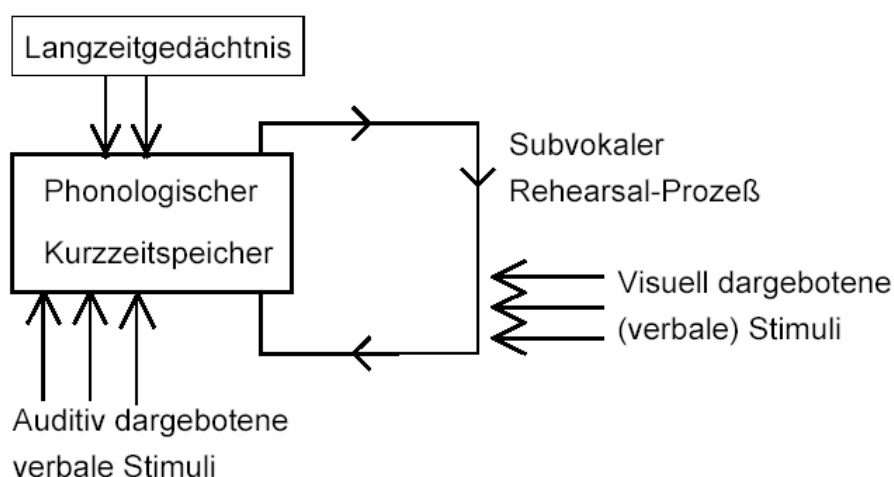 Langzeitgedächtnis
Phonologischer
Kurzzeitspeicher
Subvokaler
Rehearsal-Prozeß
Visuell dargebotene
(verbale) Stimuli
Auditiv dargebotene
verbale Stimuli